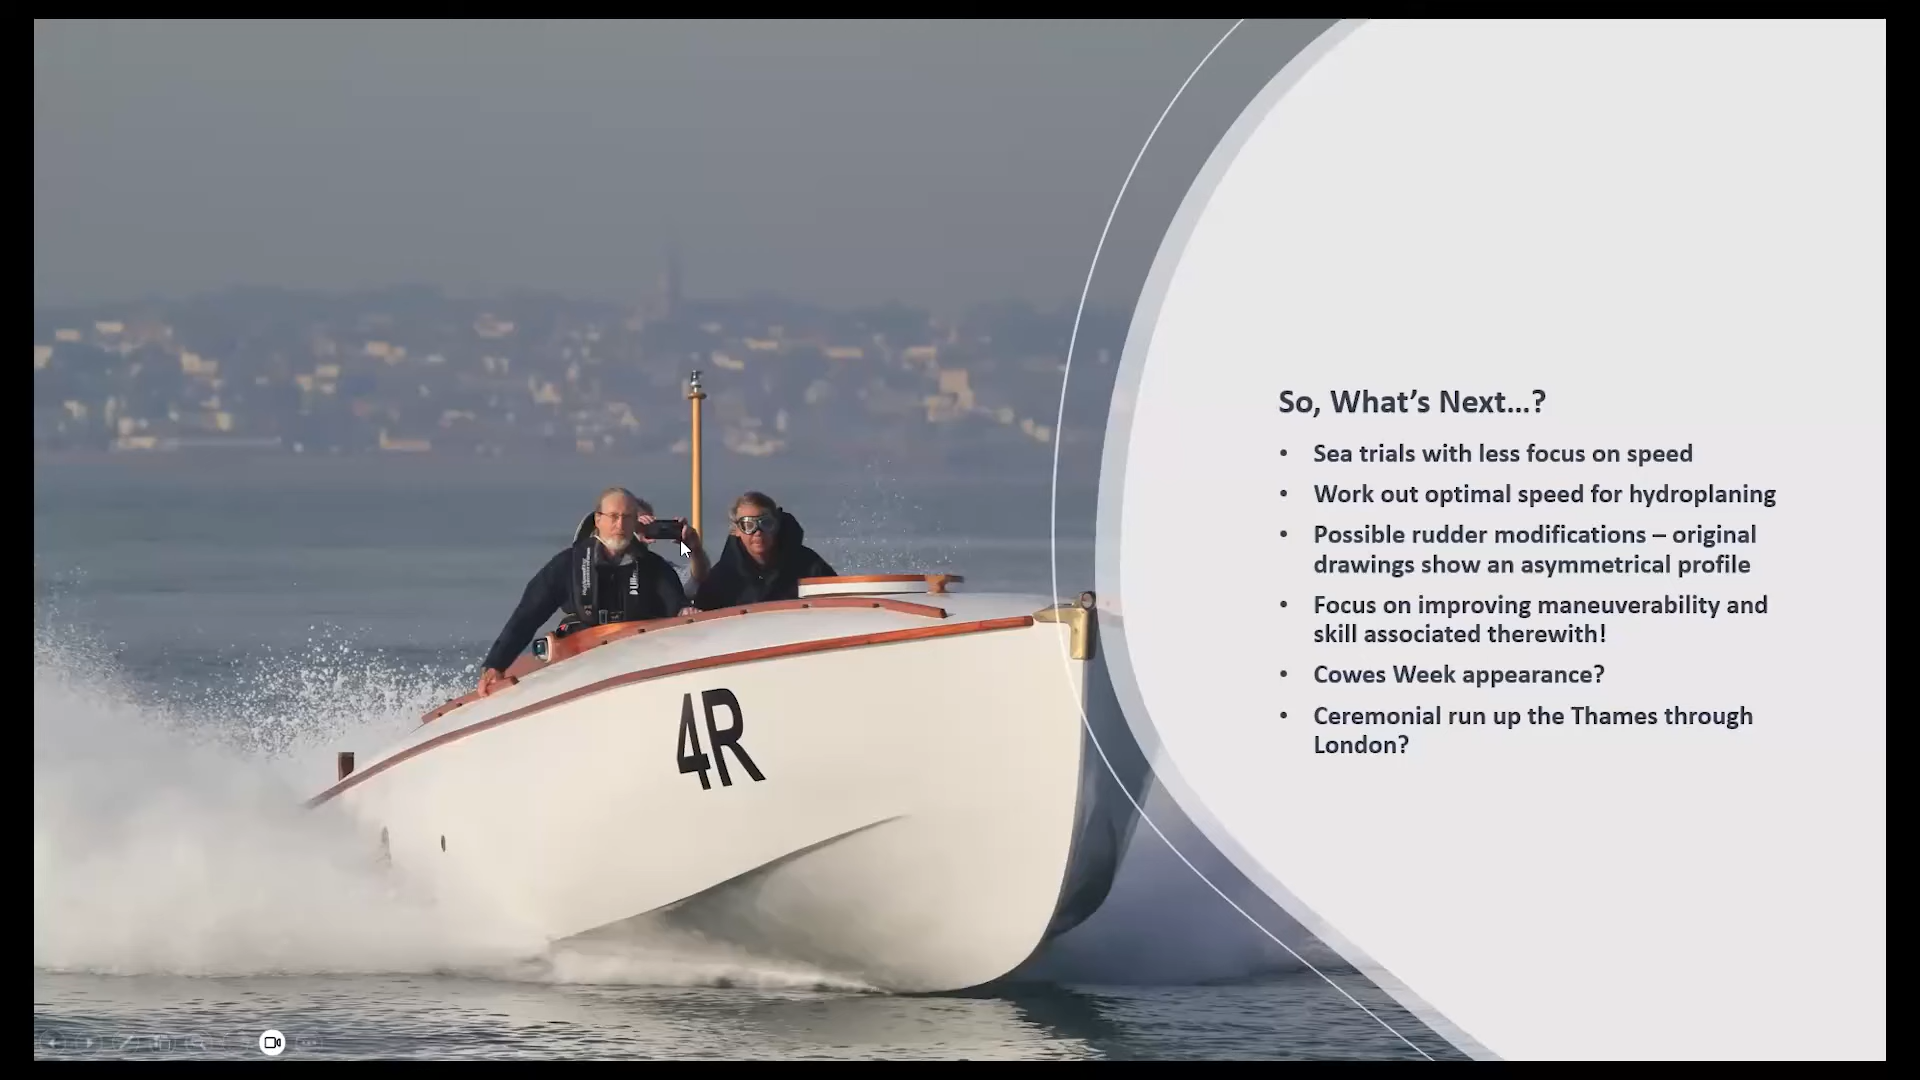 So, What's Next...?
• Sea trials with less focus on speed
• Work out optimal speed for hydroplaning
• Possible rudder modifications – original
drawings show an asymmetrical profile
• Focus on improving maneuverability and
skill associated therewith!
• Cowes Week appearance?
• Ceremonial run up the Thames through
London?
4R